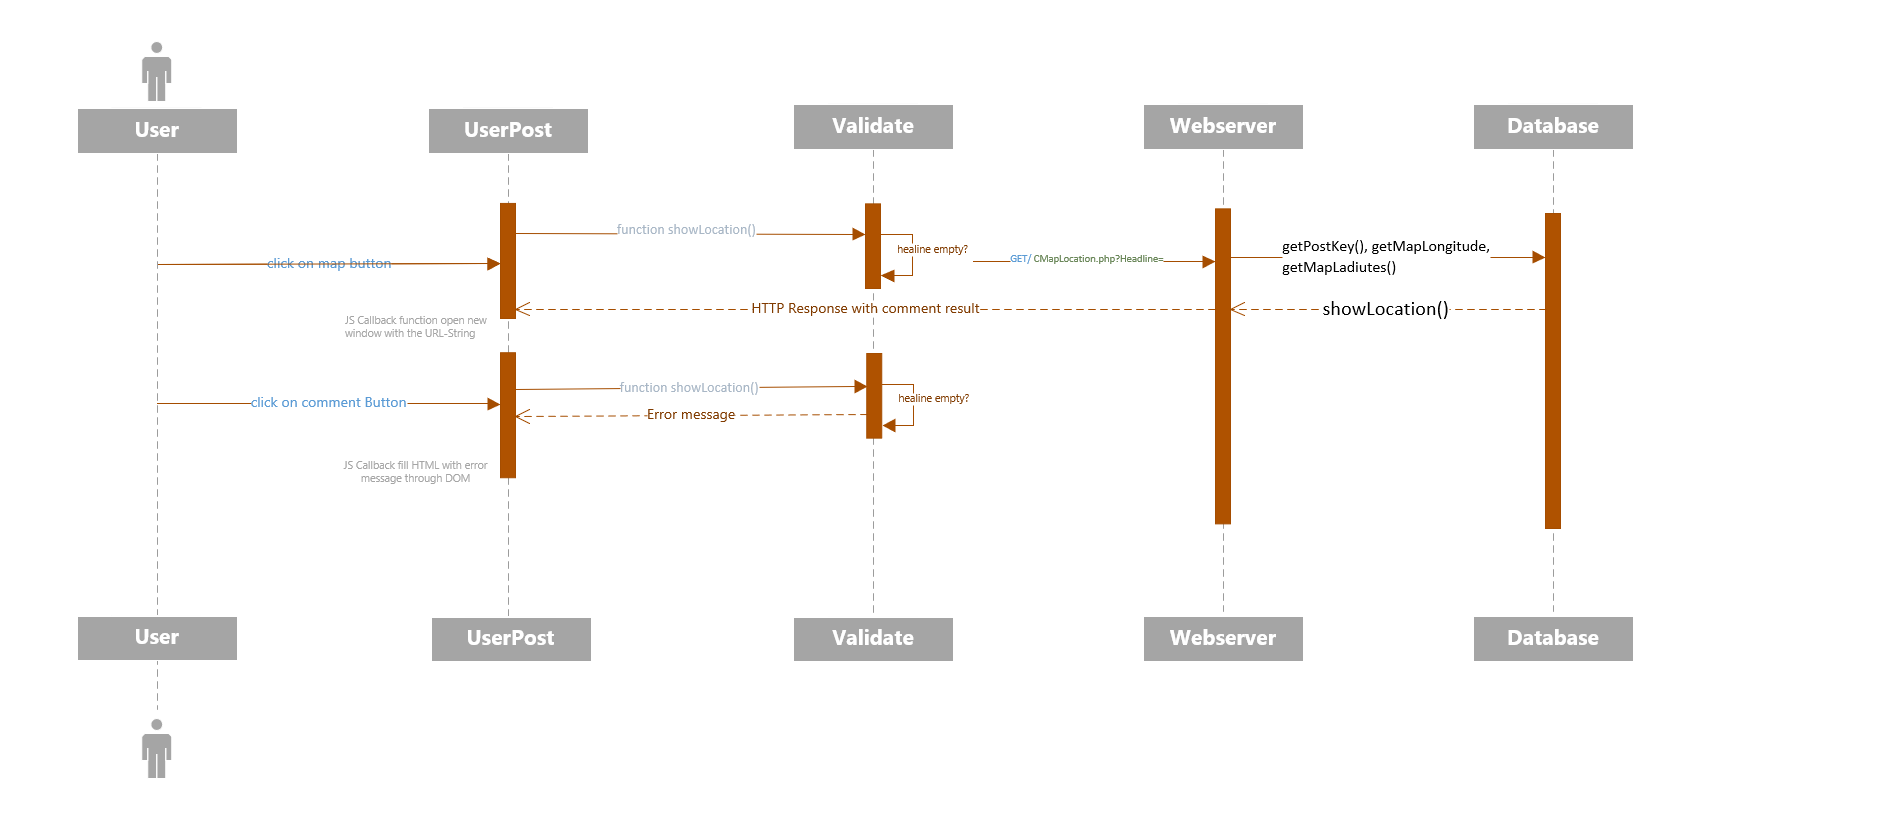 User
UserPost
Validate
Webserver
Database
function showLocation()
healine empty?
click on map button
GET/ CMapLocation.php?Headline=
getPostKey(), getMapLongitude,
getMapLadiutes()
HTTP Response with comment result
showLocation()
JS Callback function open new
window with the URL-String
function showLocation()
healine empty?
click on comment Button
Error message
JS Callback fill HTML with error
message through DOM
User
UserPost
Validate
Webserver
Database